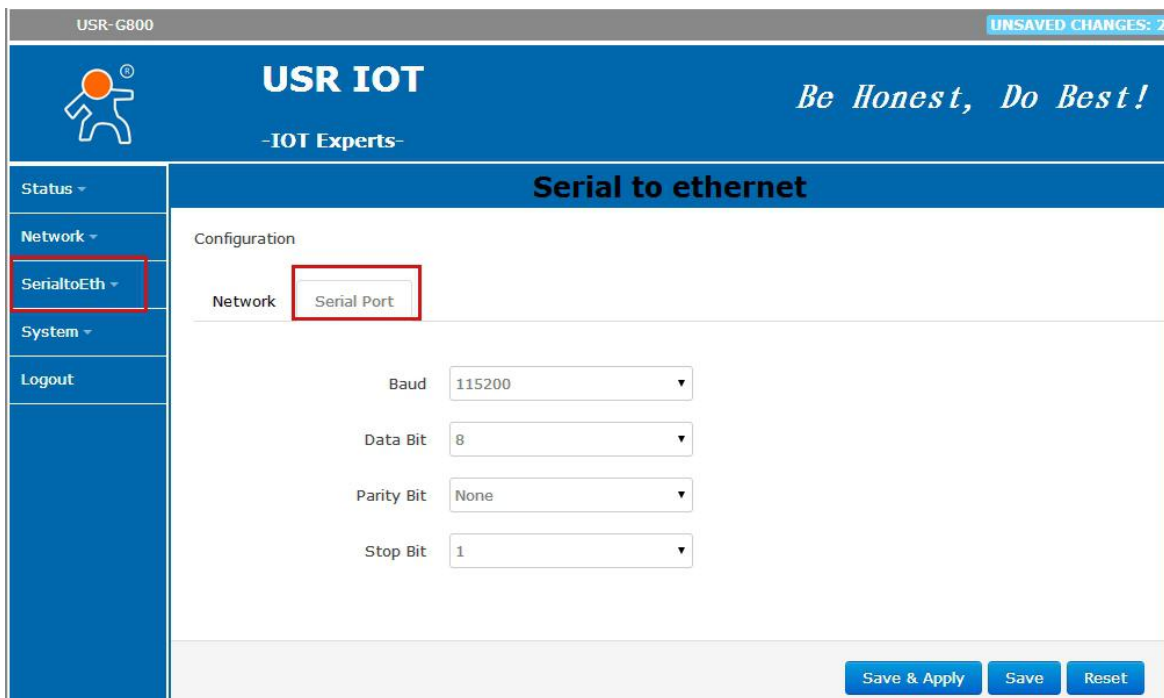 USR-G800
UNSAVED CHANGES: 2
®
USR IOT
-IOT Experts-
Be Honest, Do Best!
Status
Network
SerialtoEth
System
Logout
Serial to ethernet
Configuration
Network Serial Port
Baud 115200
Data Bit 8
Parity Bit None
Stop Bit 1
Save & Apply Save Reset